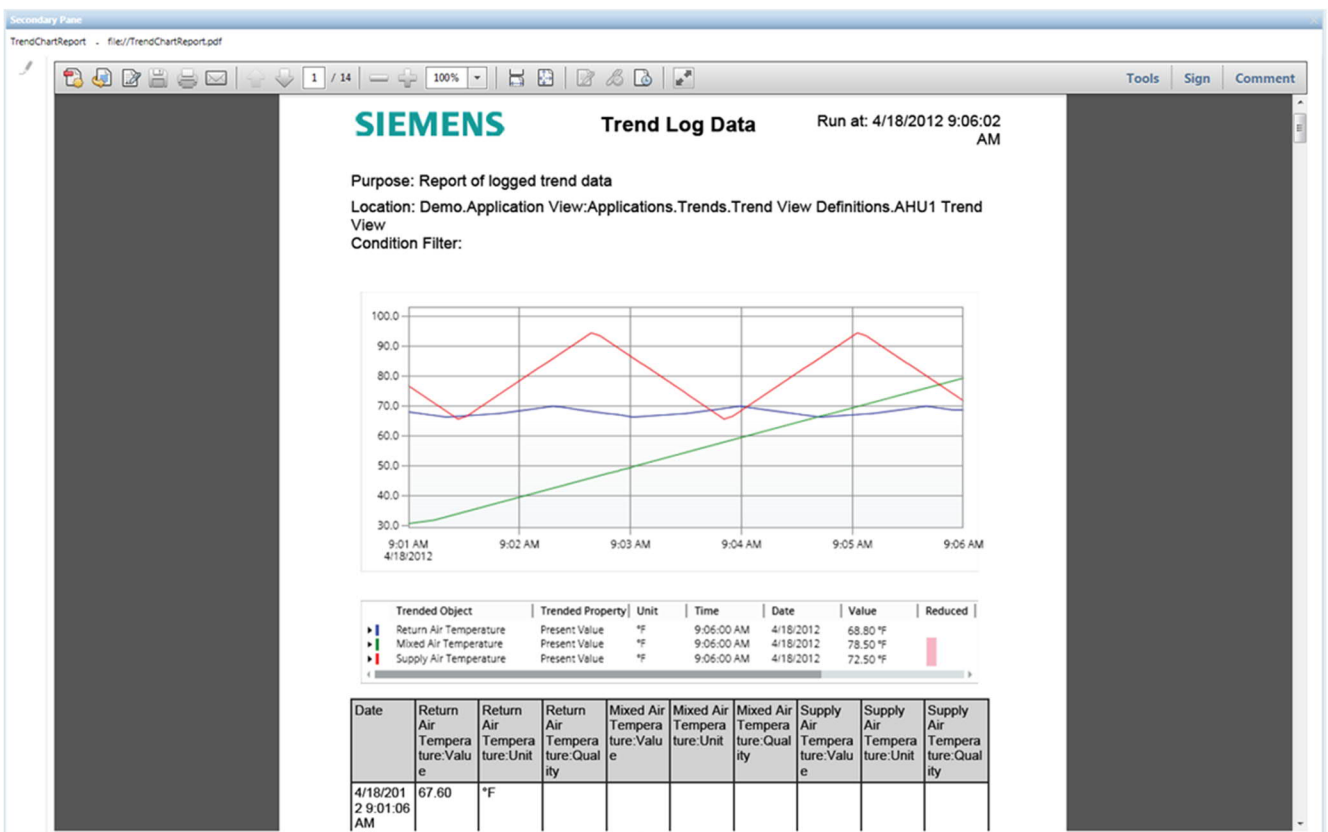 Secondary Pane
TrendChartReport - file://TrendChartReport.pdf
1 / 14 100% Tools Sign Comment
SIEMENS Trend Log Data Run at: 4/18/2012 9:06:02
AM
Purpose: Report of logged trend data
Location: Demo.Application View:Applications.Trends.Trend View Definitions.AHU1 Trend
View
Condition Filter:
100.0
90.0
80.0
70.0
60.0
50.0
40.0
30.0
9:01 AM 9:02 AM 9:03 AM 9:04 AM 9:05 AM 9:06 AM
4/18/2012
Trended Object Trended Property Unit Time Date Value Reduced
Return Air Temperature Present Value °F 9:06:00 AM 4/18/2012 68.80 °F
Mixed Air Temperature Present Value °F 9:06:00 AM 4/18/2012 78.50 °F
Supply Air Temperature Present Value °F 9:06:00 AM 4/18/2012 72.50 °F
Date Return Return Return Mixed Air Mixed Air Mixed Air Supply Supply Supply
Air Air Air Tempera Tempera Tempera Air Air Air
Tempera Tempera Tempera ture:Valu ture:Unit ture:Qual Tempera Tempera Tempera
ture:Valu ture:Unit ture:Qual e ity ture:Valu ture:Unit ture:Qual
e ity e ity
4/18/201 67.60 °F
2 9:01:06
AM